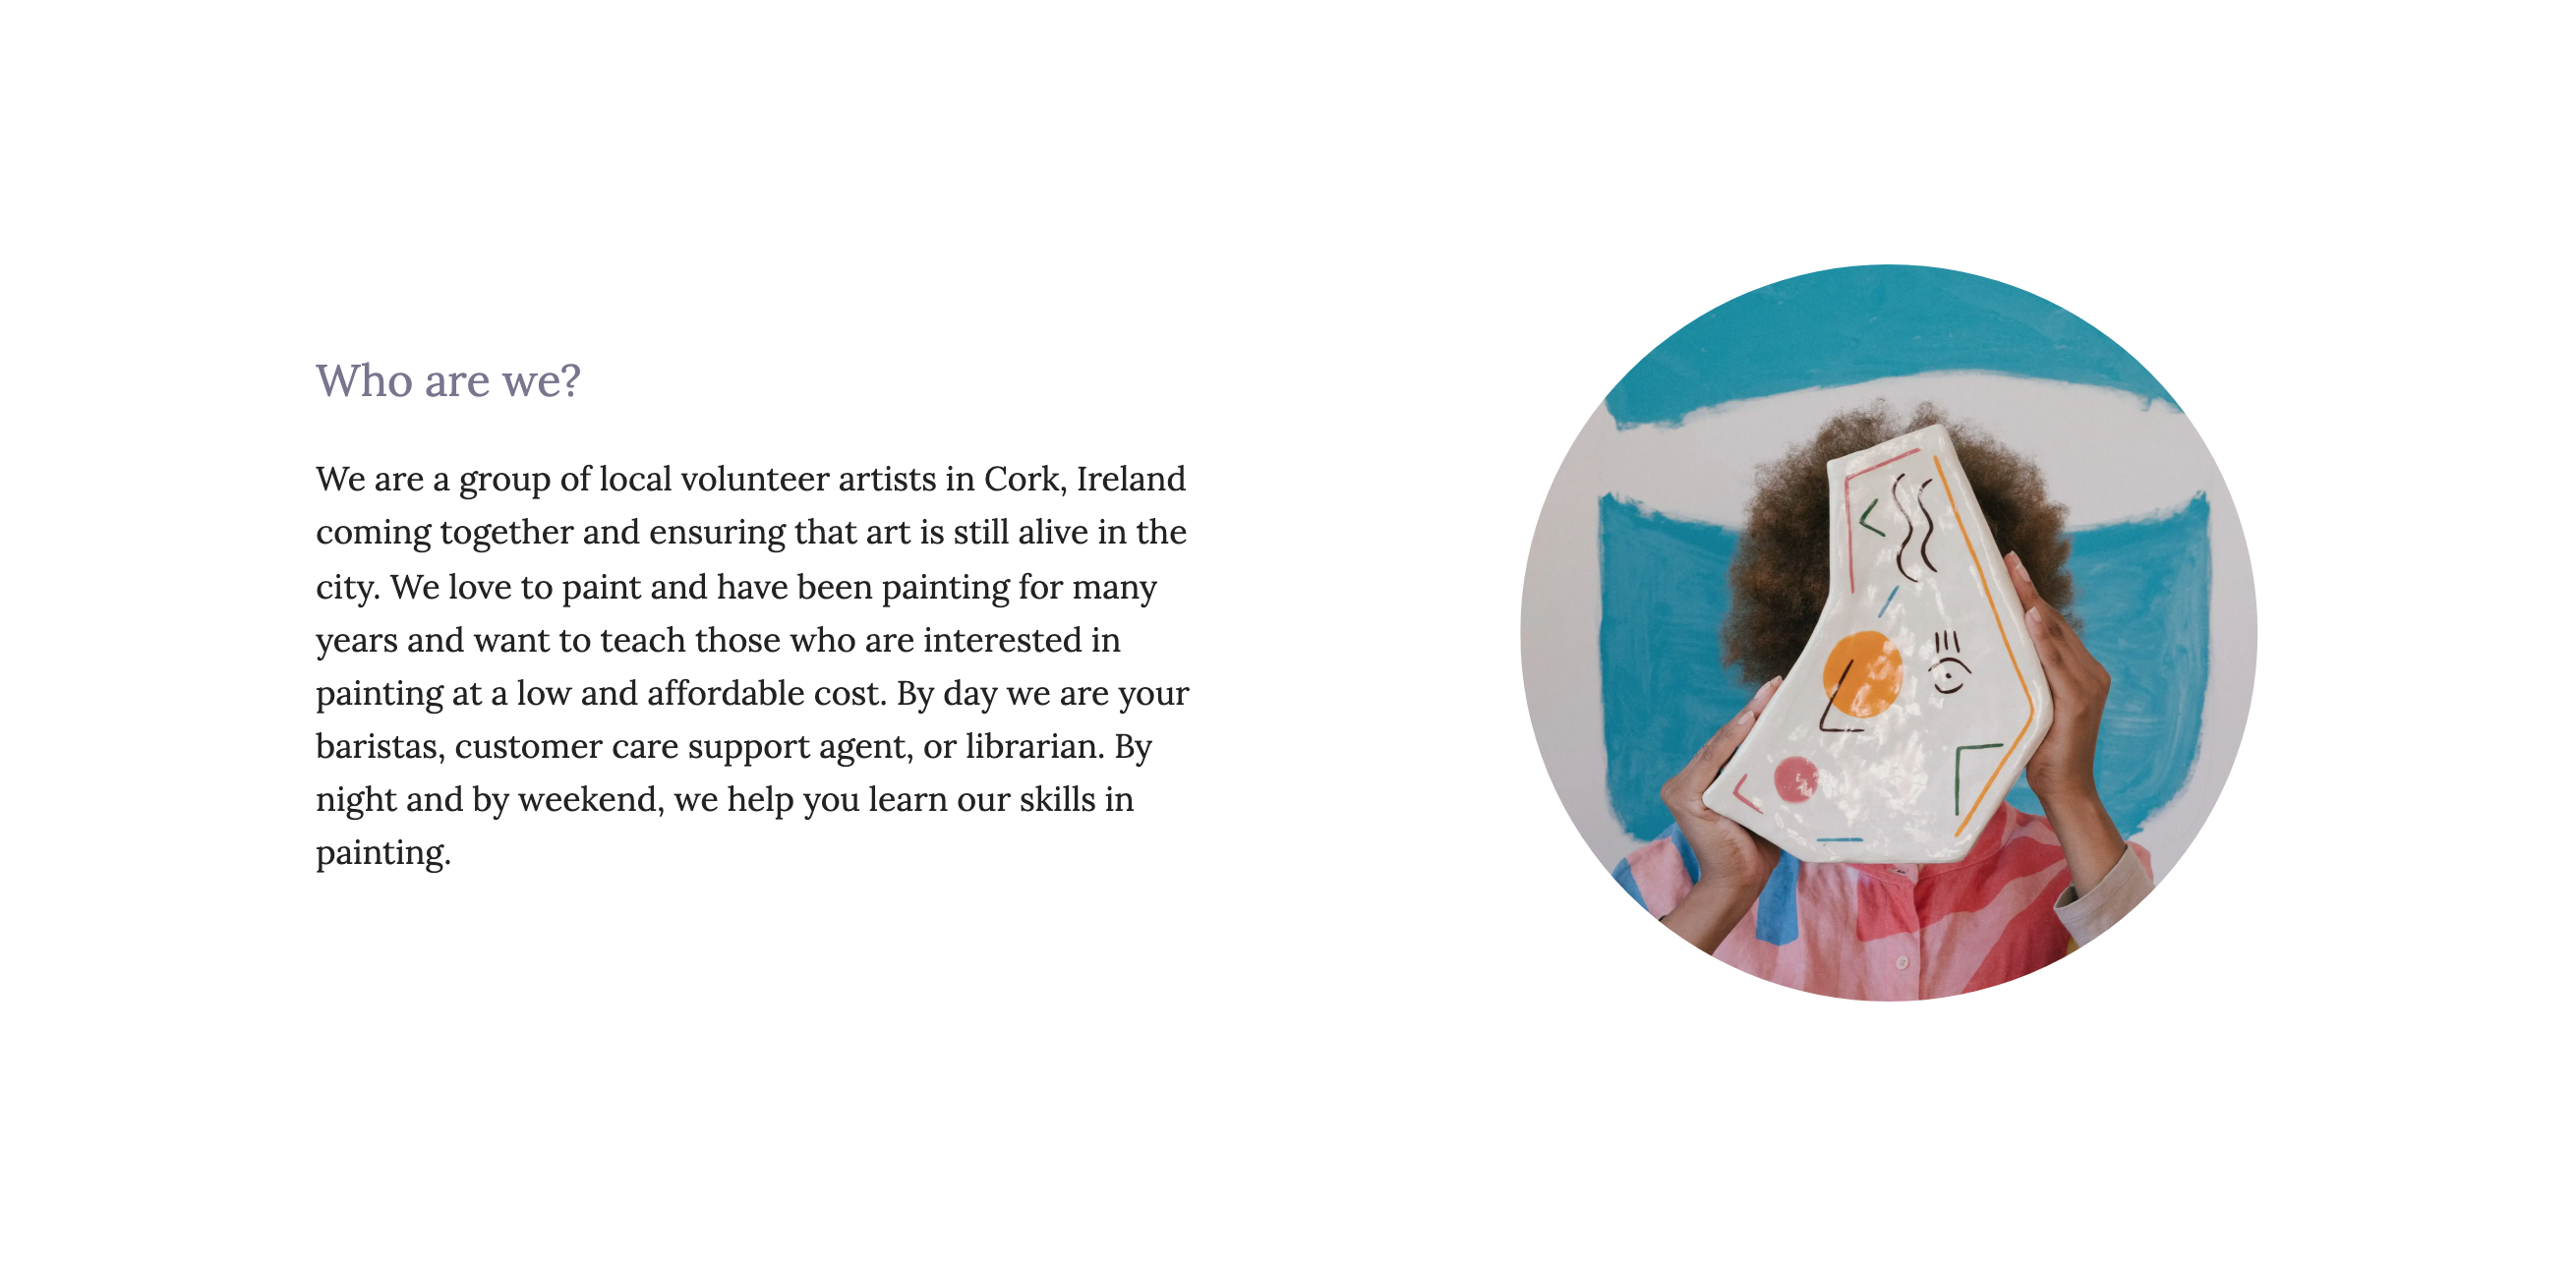 Who are we?
We are a group of local volunteer artists in Cork, Ireland
coming together and ensuring that art is still alive in the
city. We love to paint and have been painting for many
years and want to teach those who are interested in
painting at a low and affordable cost. By day we are your
baristas, customer care support agent, or librarian. By
night and by weekend, we help you learn our skills in
painting.